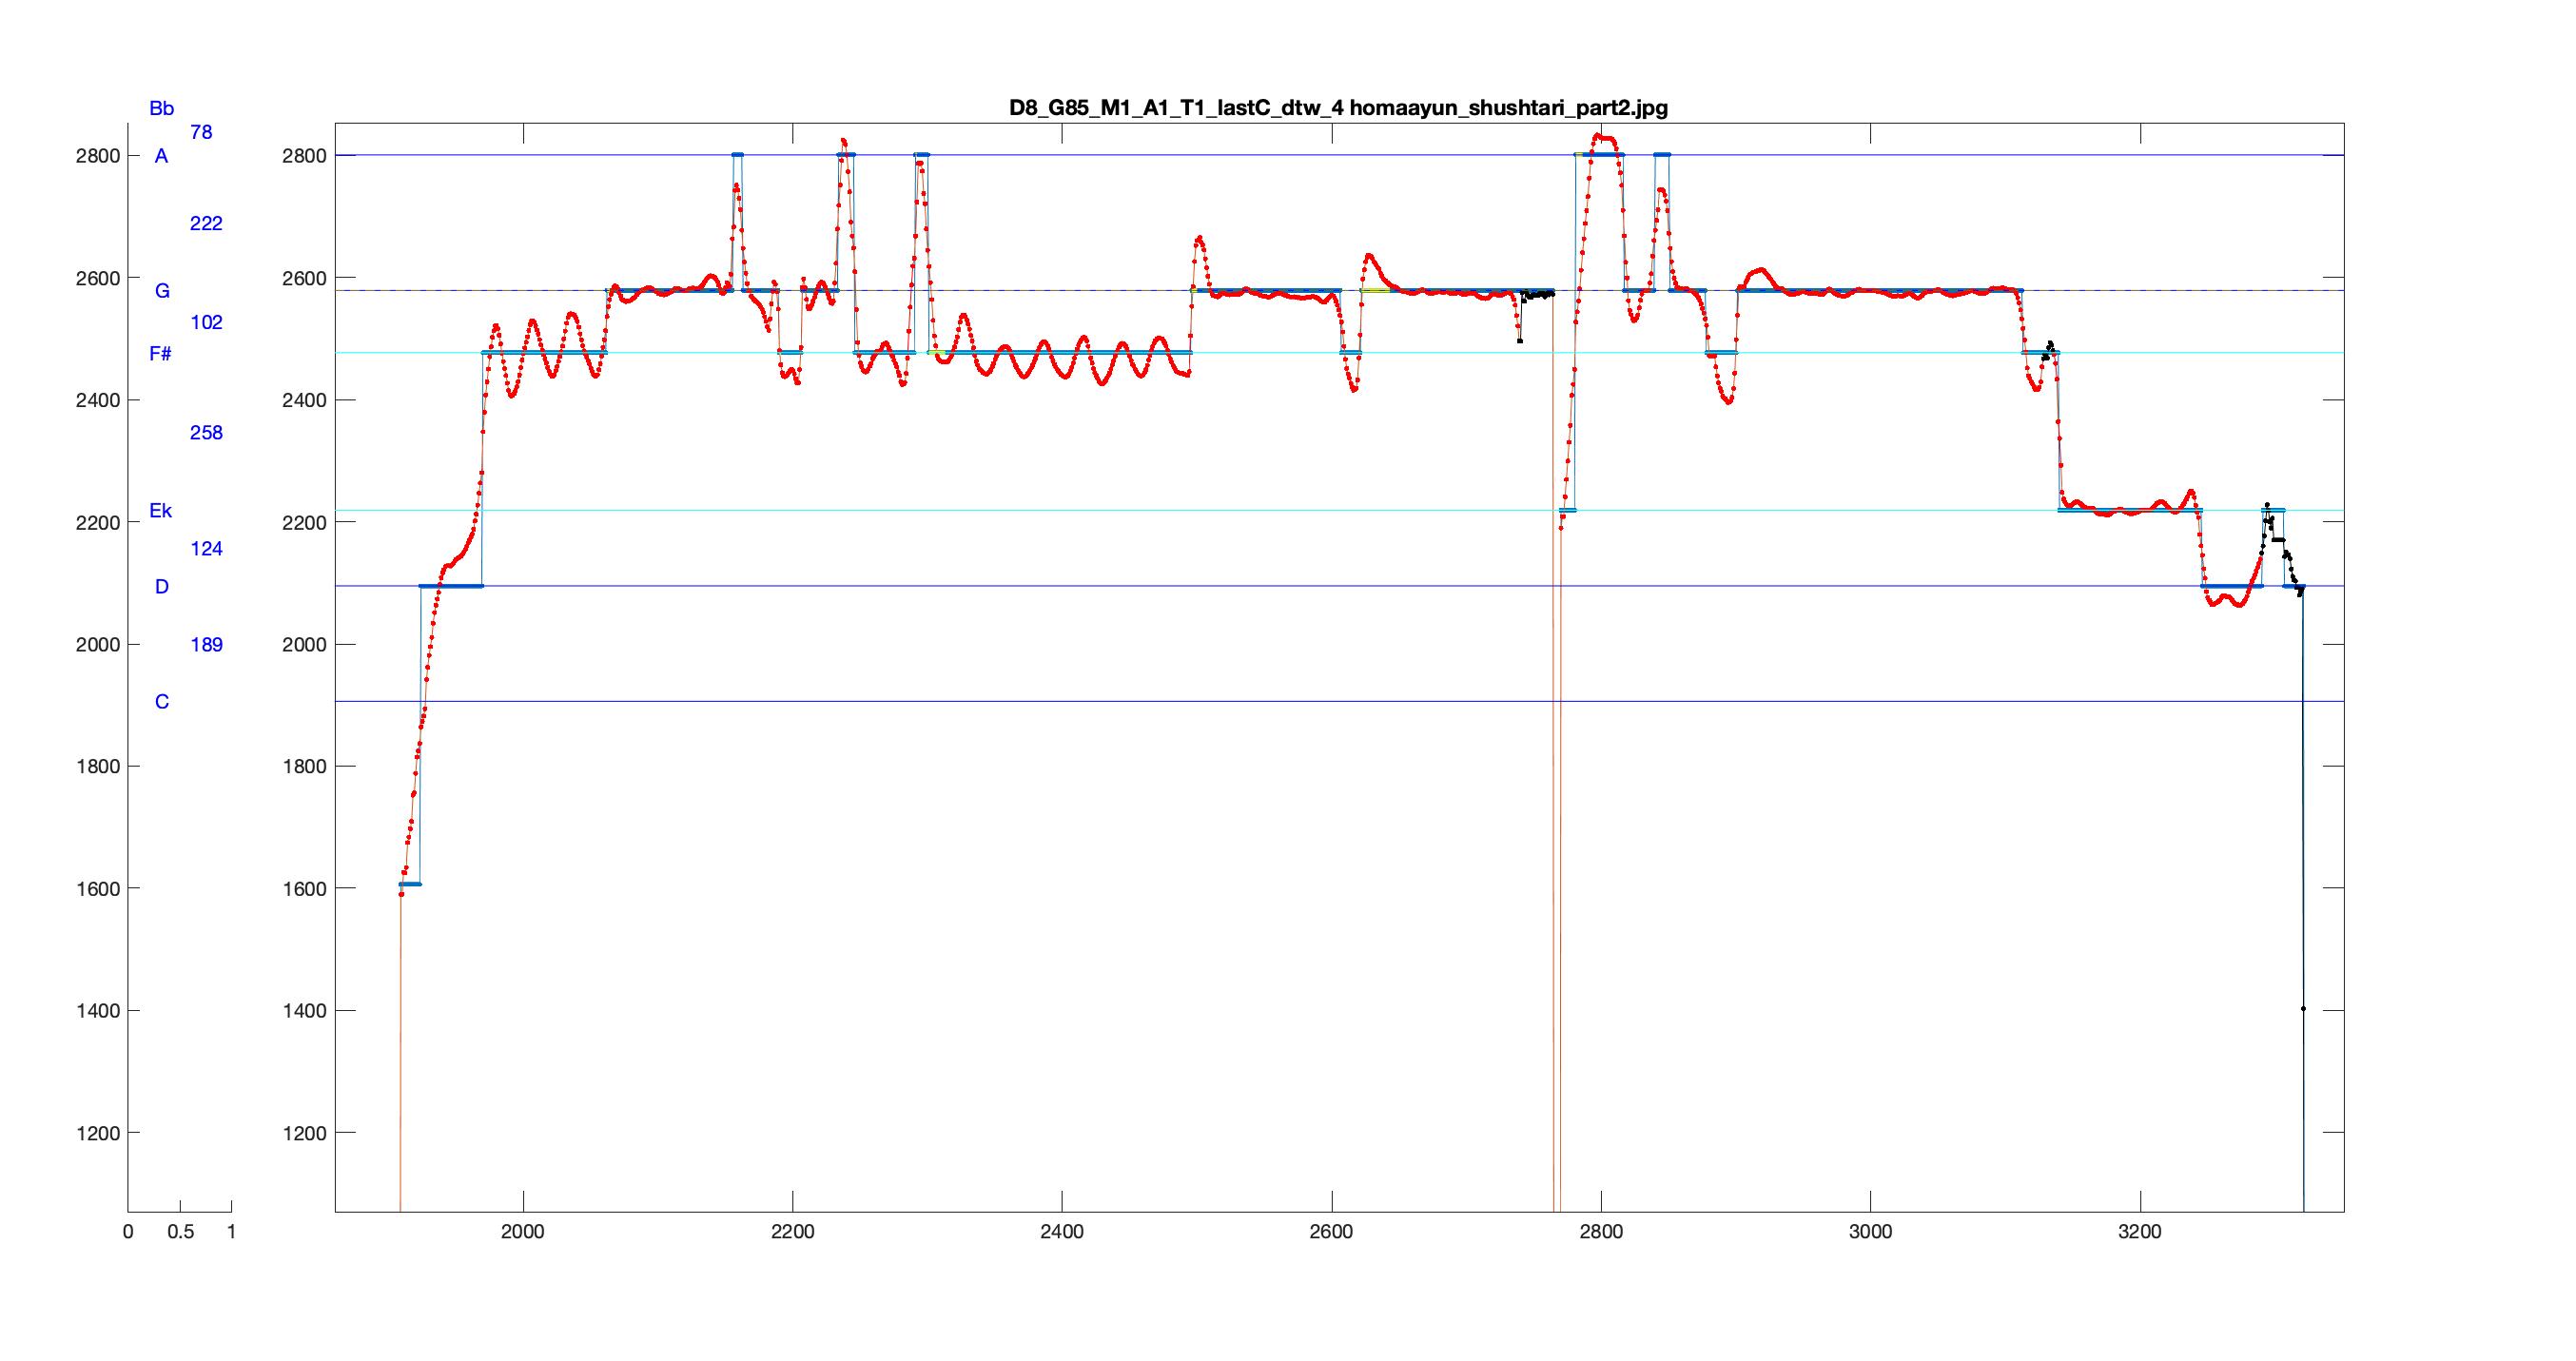 D8_G85_M1_A1_T1_lastC_dtw_4 homaayun_shushtari_part2.jpg
Bb
78
2800 A 2800
222
2600 2600
G
102
F#
2400 2400
258
Ek
2200 2200
124
D
2000 189 2000
C
1800 1800
1600 1600
1400 1400
1200 1200
0 0.5 1 2000 2200 2400 2600 2800 3000 3200